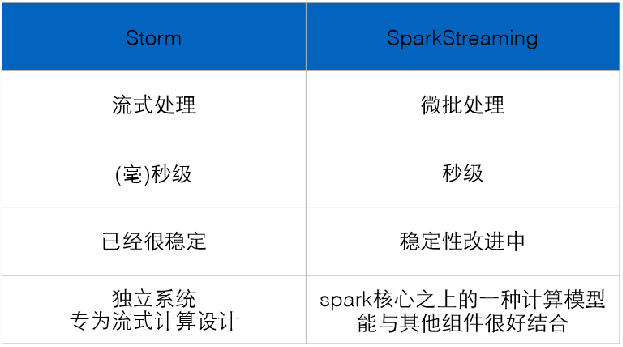 Storm SparkStreaming
流式处理 微批处理
(毫)秒级 秒级
已经很稳定 稳定性改进中
独立系统 spark核心之上的一种计算模型
专为流式计算设计 能与其他组件很好结合